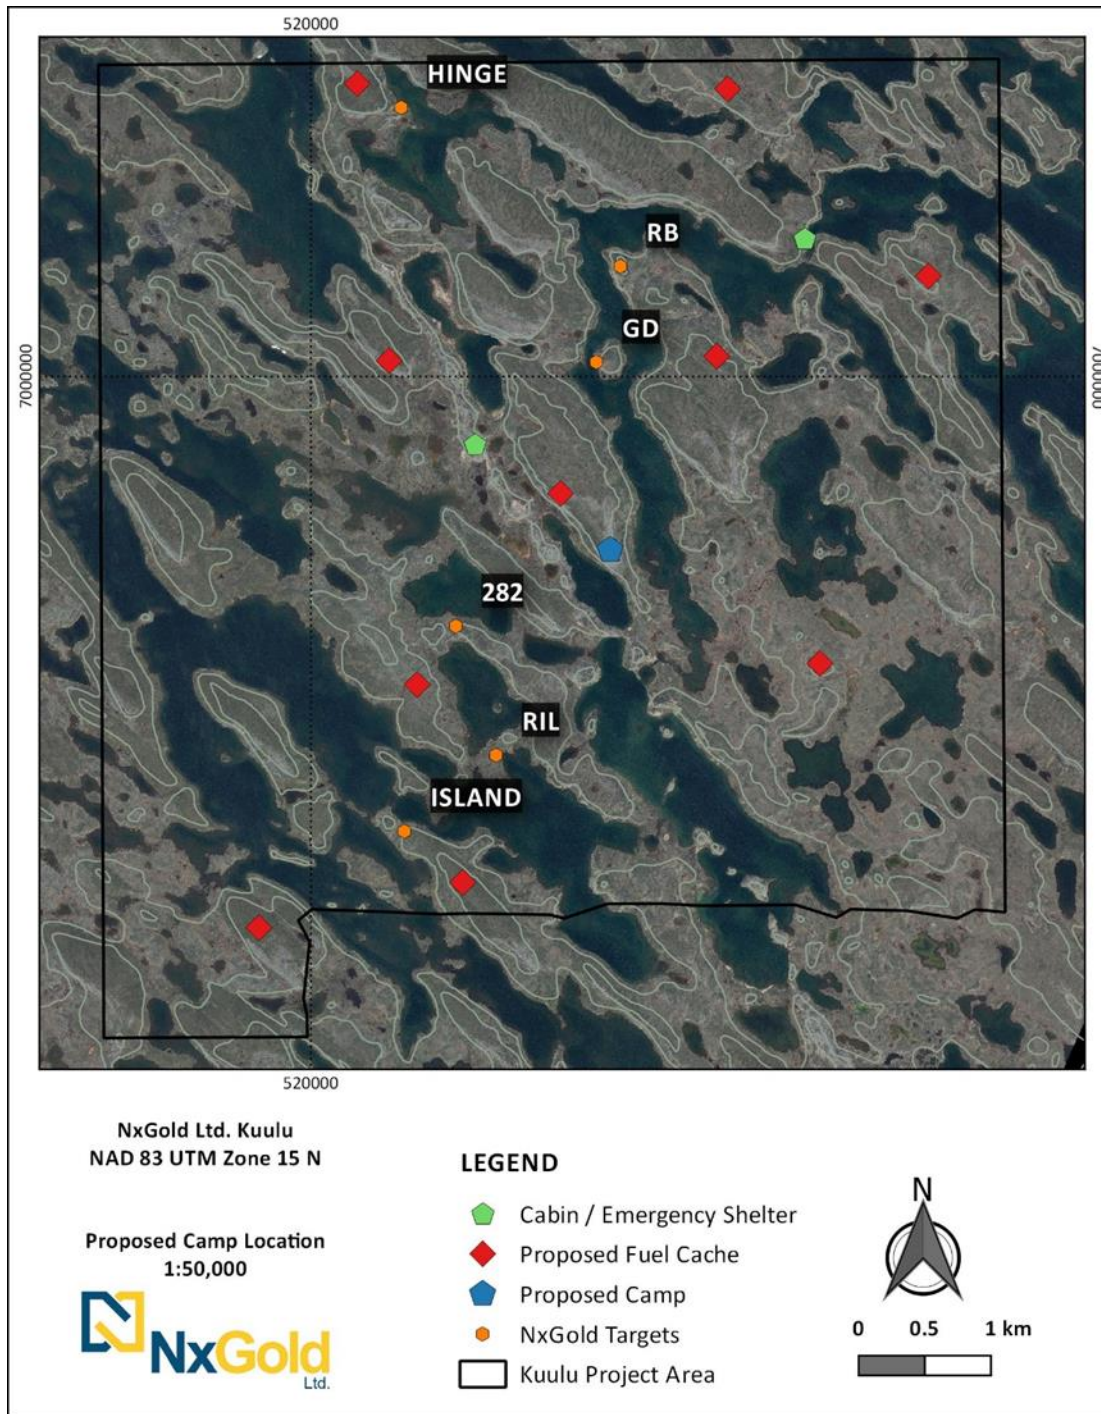 520000
HINGE
RB
GD
7000000
7000000
282
RIL
ISLAND
520000
NxGold Ltd. Kuulu
NAD 83 UTM Zone 15 N
Proposed Camp Location
1:50,000
NxGold
Ltd.
LEGEND
Cabin / Emergency Shelter
Proposed Fuel Cache
Proposed Camp
NxGold Targets
Kuulu Project Area
N
0 0.5 1 km